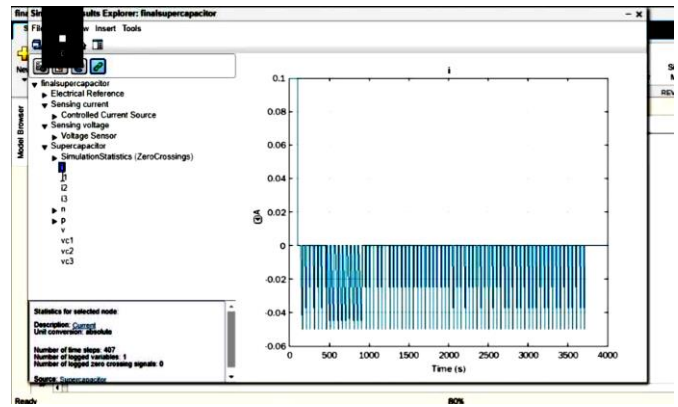 esults Explorer: finalsupercapacitor
Insert Tools
finalsupercapacitor
Electrical Reference
Sensing current
Controlled Current Source
Sensing voltage
Voltage Sensor
Supercapacitor
SimulationStatistics (ZeroCrossings)
i
i1
i2
i3
n
p
v
vc1
vc2
vc3
Statistics for selected node
Description: Current
Unit conversion: absolute
Number of time steps: 407
Number of logged variables: 1
Number of logged zero crossing signals: 0
Source: Supercapacitor
i
0.1
0.08
0.06
0.04
0.02
0
-0.02
-0.04
-0.06
0 500 1000 1500 2000 2500 3000 3500 4000
Time (s)
Model Browser
Ready
80%